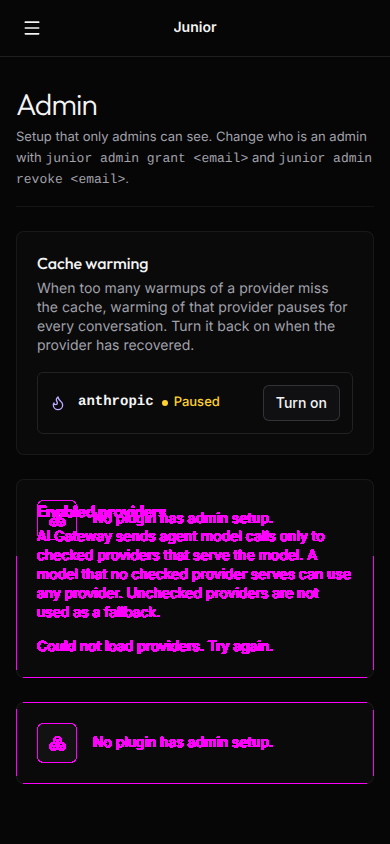 Junior
Admin
Setup that only admins can see. Change who is an admin
with junior admin grant <email> and junior admin
revoke <email>.
Cache warming
When too many warmups of a provider miss
the cache, warming of that provider pauses for
every conversation. Turn it back on when the
provider has recovered.
anthropic Paused Turn on
Enabled providers
No plugin has admin setup.
AI Gateway sends agent model calls only to
checked providers that serve the model. A
model that no checked provider serves can use
any provider. Unchecked providers are not
used as a fallback.
Could not load providers. Try again.
No plugin has admin setup.